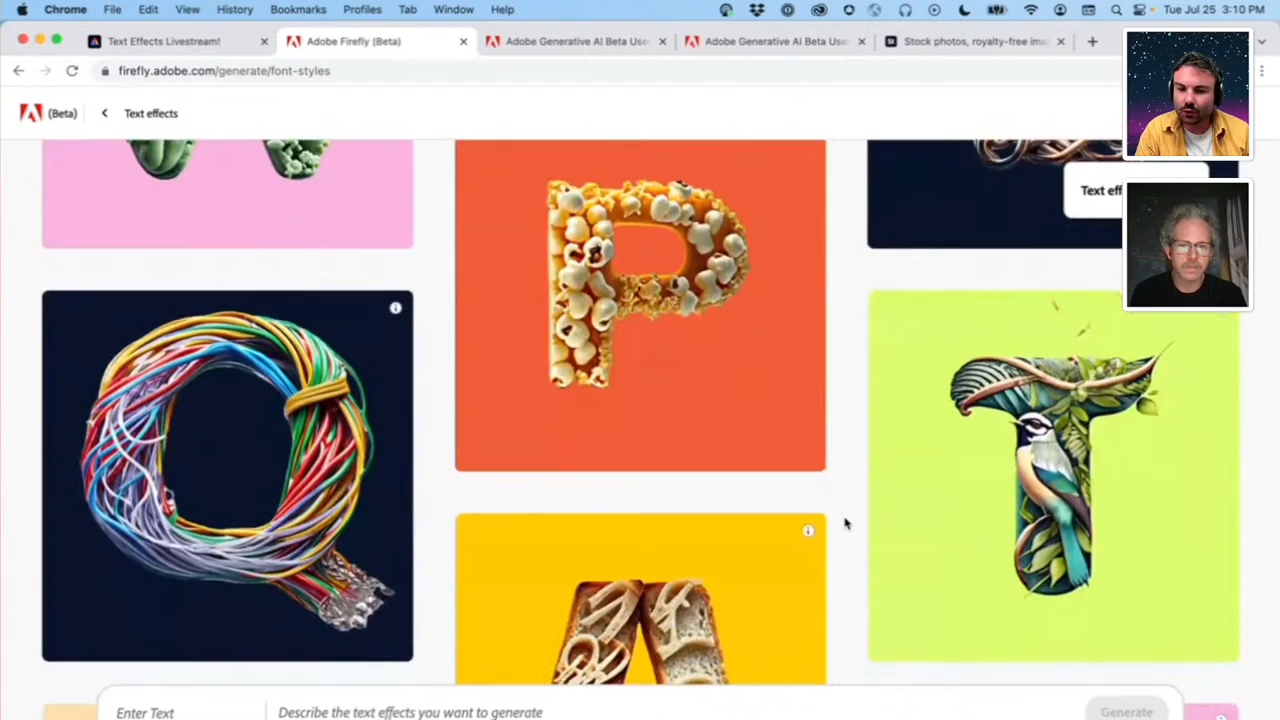 Chrome File Edit View History Bookmarks Profiles Tab Window Help Tue Jul 25 3:10 PM
Text Effects Livestream! Adobe Firefly (Beta) Adobe Generative AI Beta Use Adobe Generative AI Beta Use Stock photos, royalty-free ima
firefly.adobe.com/generate/font-styles
(Beta) Text effects
Text eff
P
Q
T
Enter Text Describe the text effects you want to generate Generate